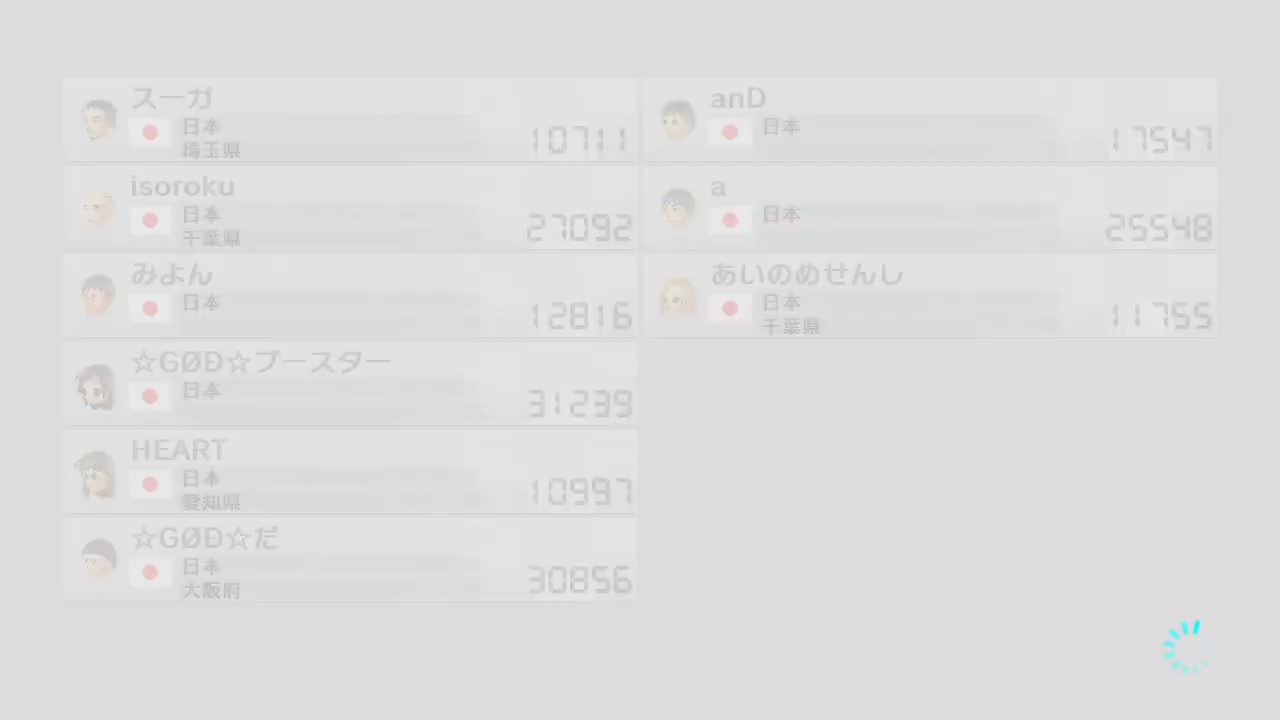 スーガ
日本
埼玉県
10711
isoroku
日本
千葉県
27092
みよん
日本
12816
☆GØD☆ブースター
日本
31239
HEART
日本
愛知県
10997
☆GØD☆だ
日本
大阪府
30856
anD
日本
17547
a
日本
25548
あいのめせんし
日本
千葉県
11755